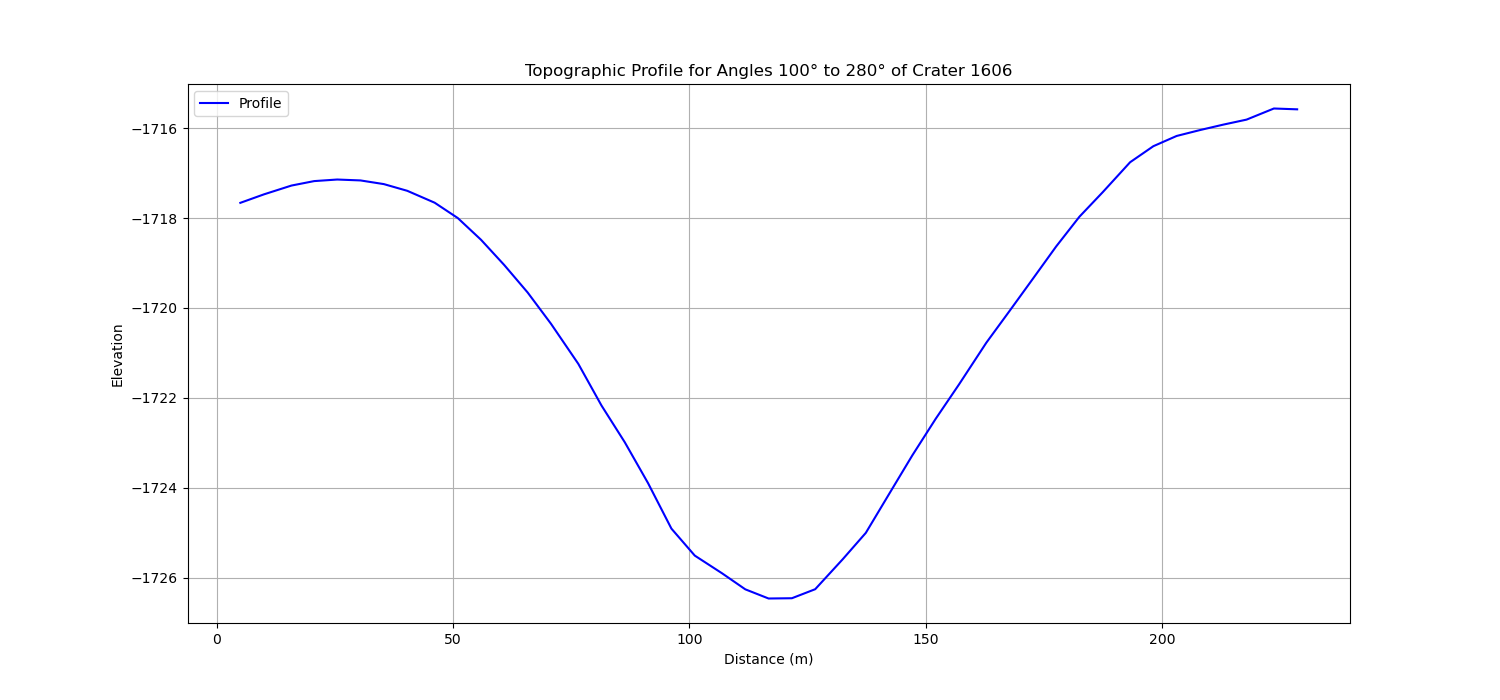 Topographic Profile for Angles 100° to 280° of Crater 1606
Profile
−1716
−1718
−1720
−1722
−1724
−1726
Elevation
0 50 100 150 200
Distance (m)